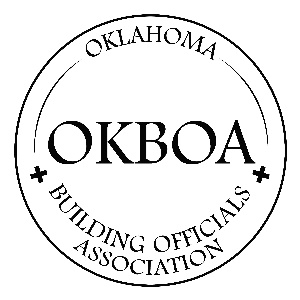 OKLAHOMA
OKBOA
BUILDING OFFICIALS
ASSOCIATION